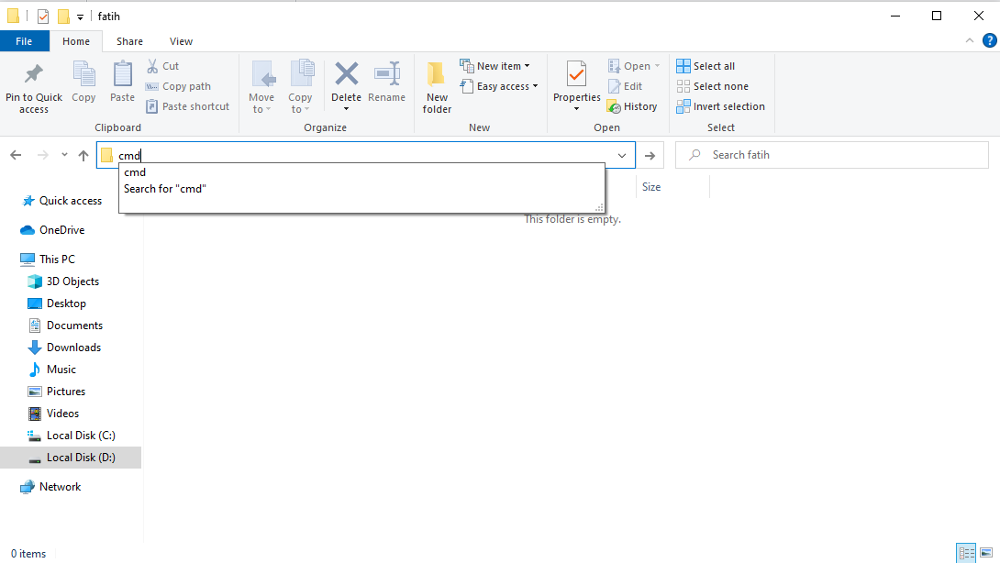 fatih
File Home Share View
Pin to Quick access
Copy
Paste
Cut
Copy path
Paste shortcut
Clipboard
Move to
Copy to
Delete
Rename
Organize
New folder
New item
Easy access
New
Properties
Open
Edit
History
Open
Select all
Select none
Invert selection
Select
cmd
Search fatih
cmd
Search for "cmd"
Size
This folder is empty.
Quick access
OneDrive
This PC
3D Objects
Desktop
Documents
Downloads
Music
Pictures
Videos
Local Disk (C:)
Local Disk (D:)
Network
0 items